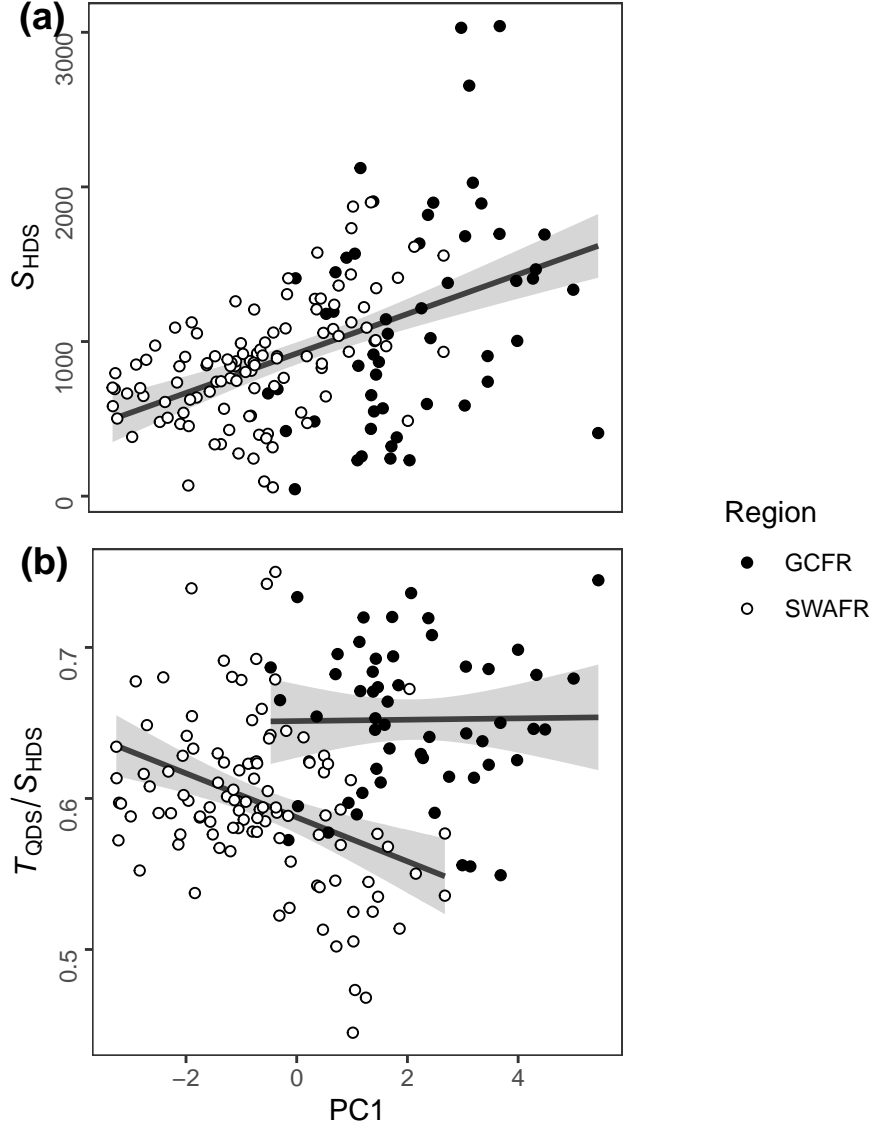 (a)
3000
2000
1000
0
S_HDS
Region
GCFR
SWAFR
(b)
0.7
0.6
0.5
T_QDS/S_HDS
−2 0 2 4
PC1